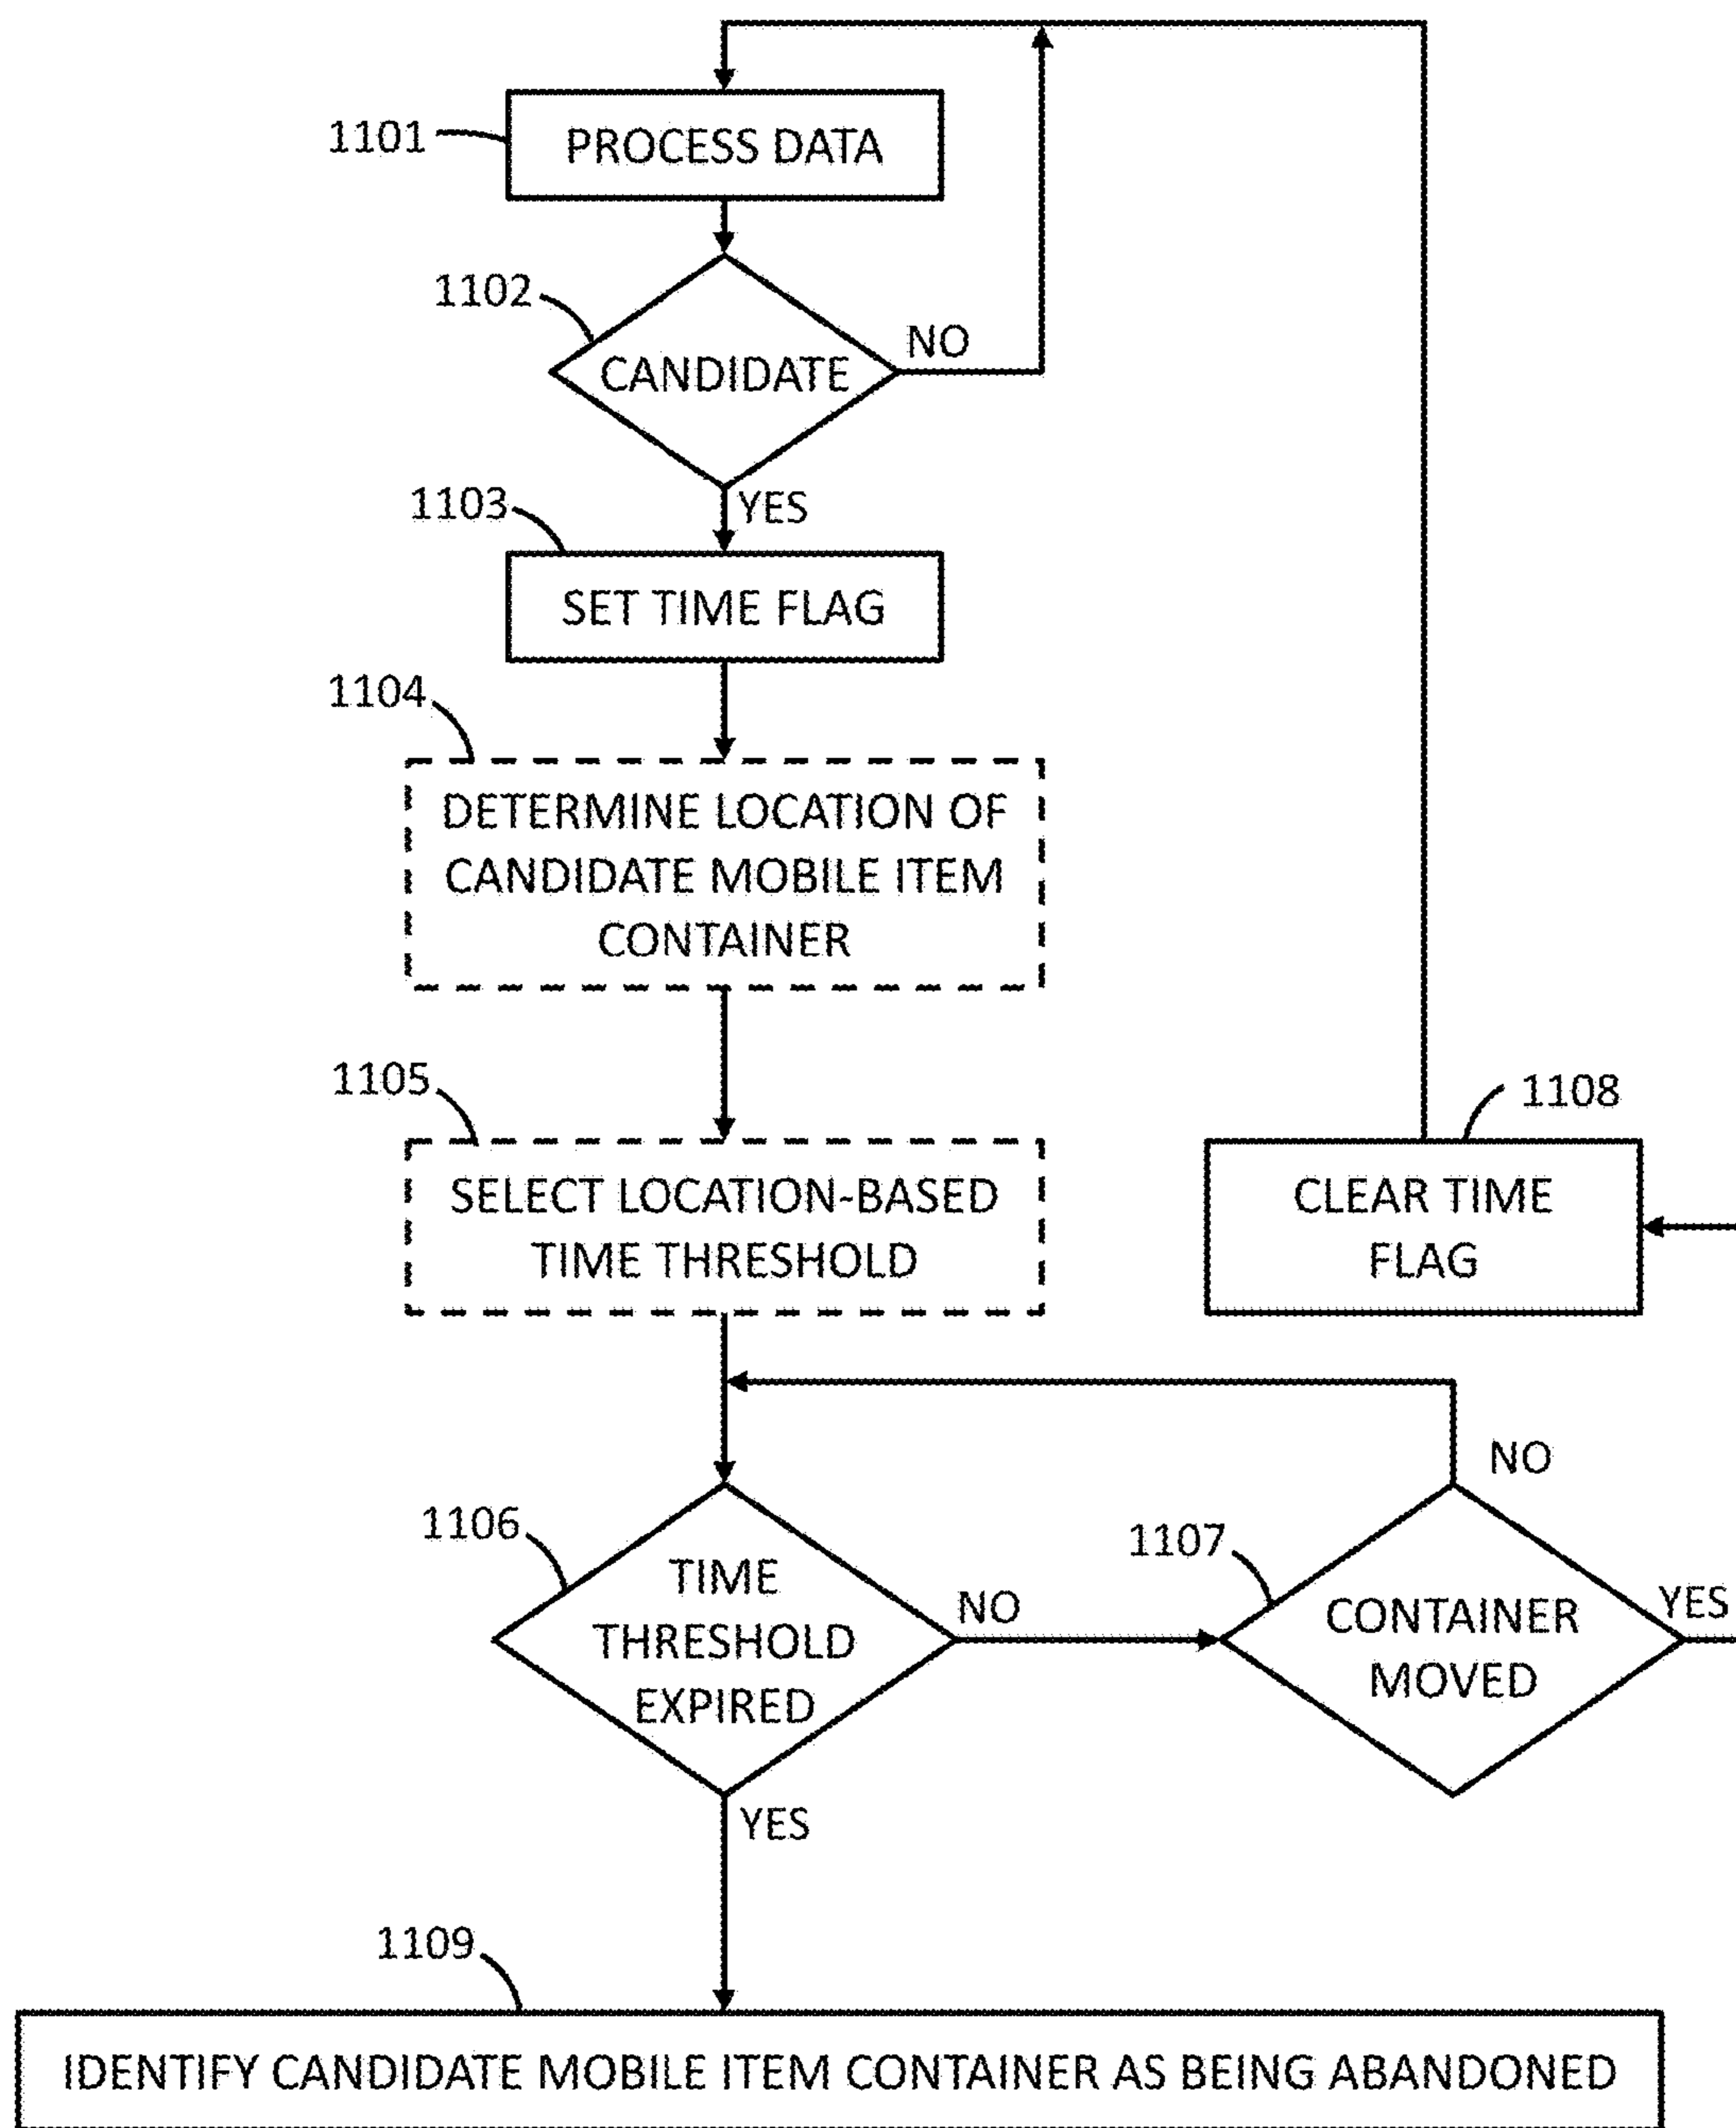 1101
PROCESS DATA
1102
CANDIDATE
NO
YES
1103
SET TIME FLAG
1104
DETERMINE LOCATION OF
CANDIDATE MOBILE ITEM
CONTAINER
1105
SELECT LOCATION-BASED
TIME THRESHOLD
1108
CLEAR TIME
FLAG
1106
TIME
THRESHOLD
EXPIRED
NO
YES
1107
CONTAINER
MOVED
NO
YES
1109
IDENTIFY CANDIDATE MOBILE ITEM CONTAINER AS BEING ABANDONED